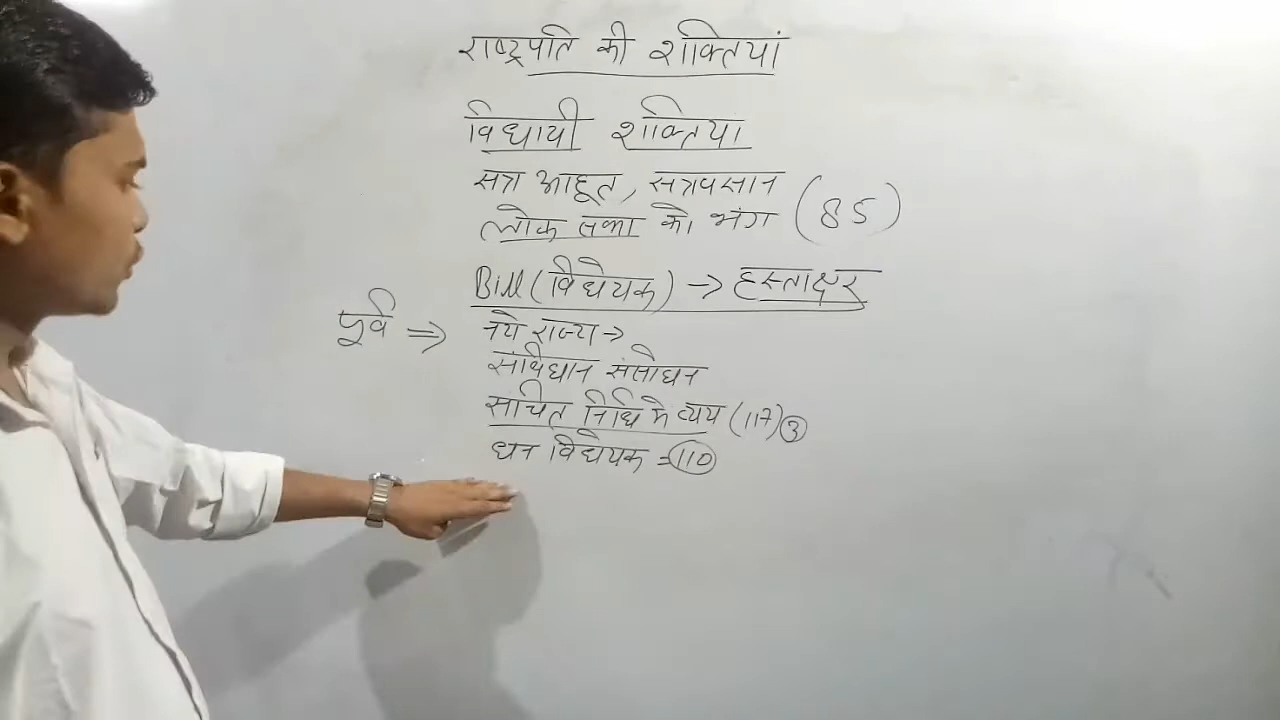 राष्ट्रपति की शक्तियां
विधायी शक्तिया
सत्र आहूत, सत्रवसान
लोक सभा को भंग (85)
Bill (विधेयक) → हस्ताक्षर
पूर्व ⇒ नये राज्य →
संविधान संसोधन
संचित निधि मे व्यय (117) 3
धन विधेयक = 110